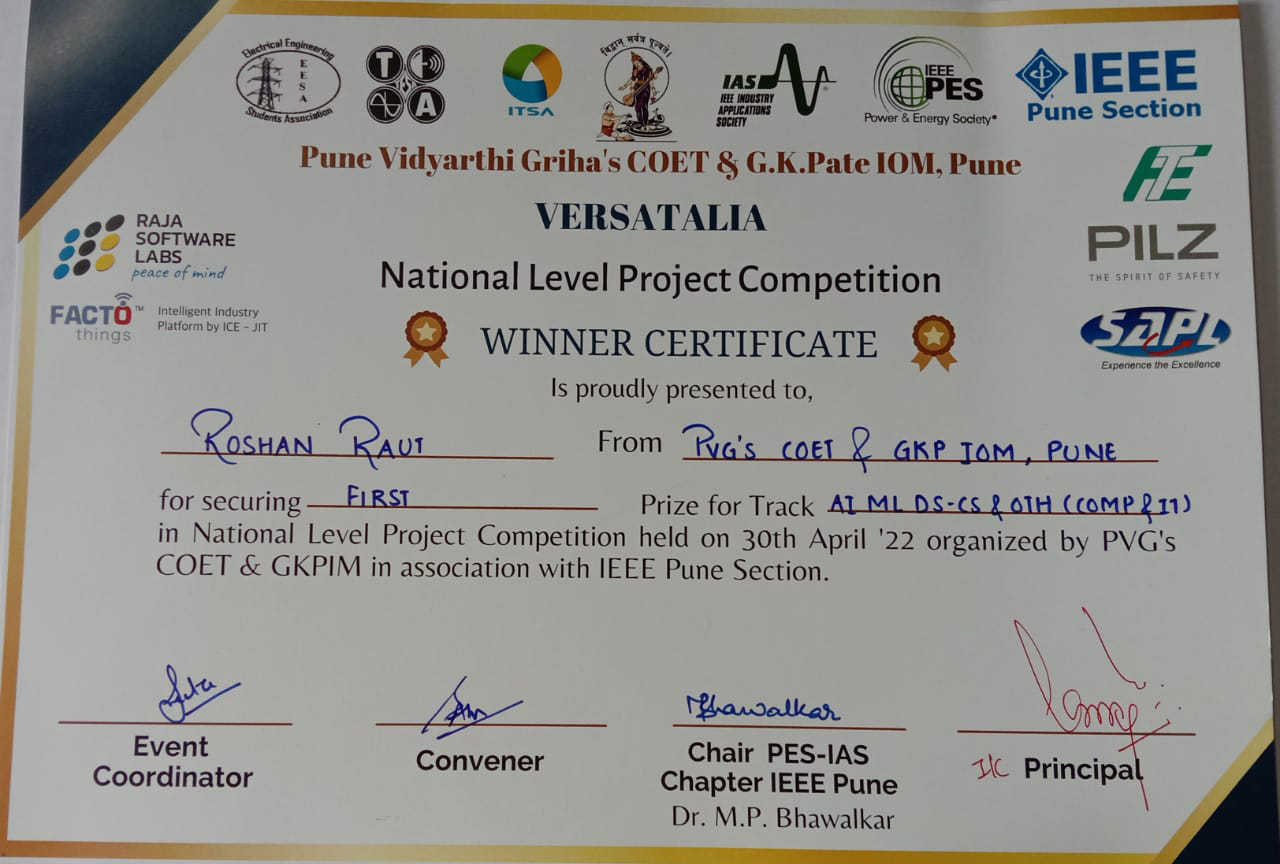 Electrical Engineering
EESA
Students Association
T
A
ITSA
विद्वान् सर्वत्र पूज्यते।
IAS
IEEE INDUSTRY
APPLICATIONS
SOCIETY
IEEE
PES
Power & Energy Society®
IEEE
Pune Section
Pune Vidyarthi Griha's COET & G.K.Pate IOM, Pune
VERSATALIA
RAJA
SOFTWARE
LABS
peace of mind
PILZ
THE SPIRIT OF SAFETY
National Level Project Competition
FACTO™
things
Intelligent Industry
Platform by ICE - JIT
WINNER CERTIFICATE
SAPL
Experience the Excellence
Is proudly presented to,
ROSHAN RAUT From PVG'S COET & GKP IOM, PUNE
for securing FIRST Prize for Track AI ML DS-CS & OTH (COMP & IT)
in National Level Project Competition held on 30th April '22 organized by PVG's
COET & GKPIM in association with IEEE Pune Section.
Bhawalkar
Event
Coordinator
Convener
Chair PES-IAS
Chapter IEEE Pune
Dr. M.P. Bhawalkar
I/C Principal